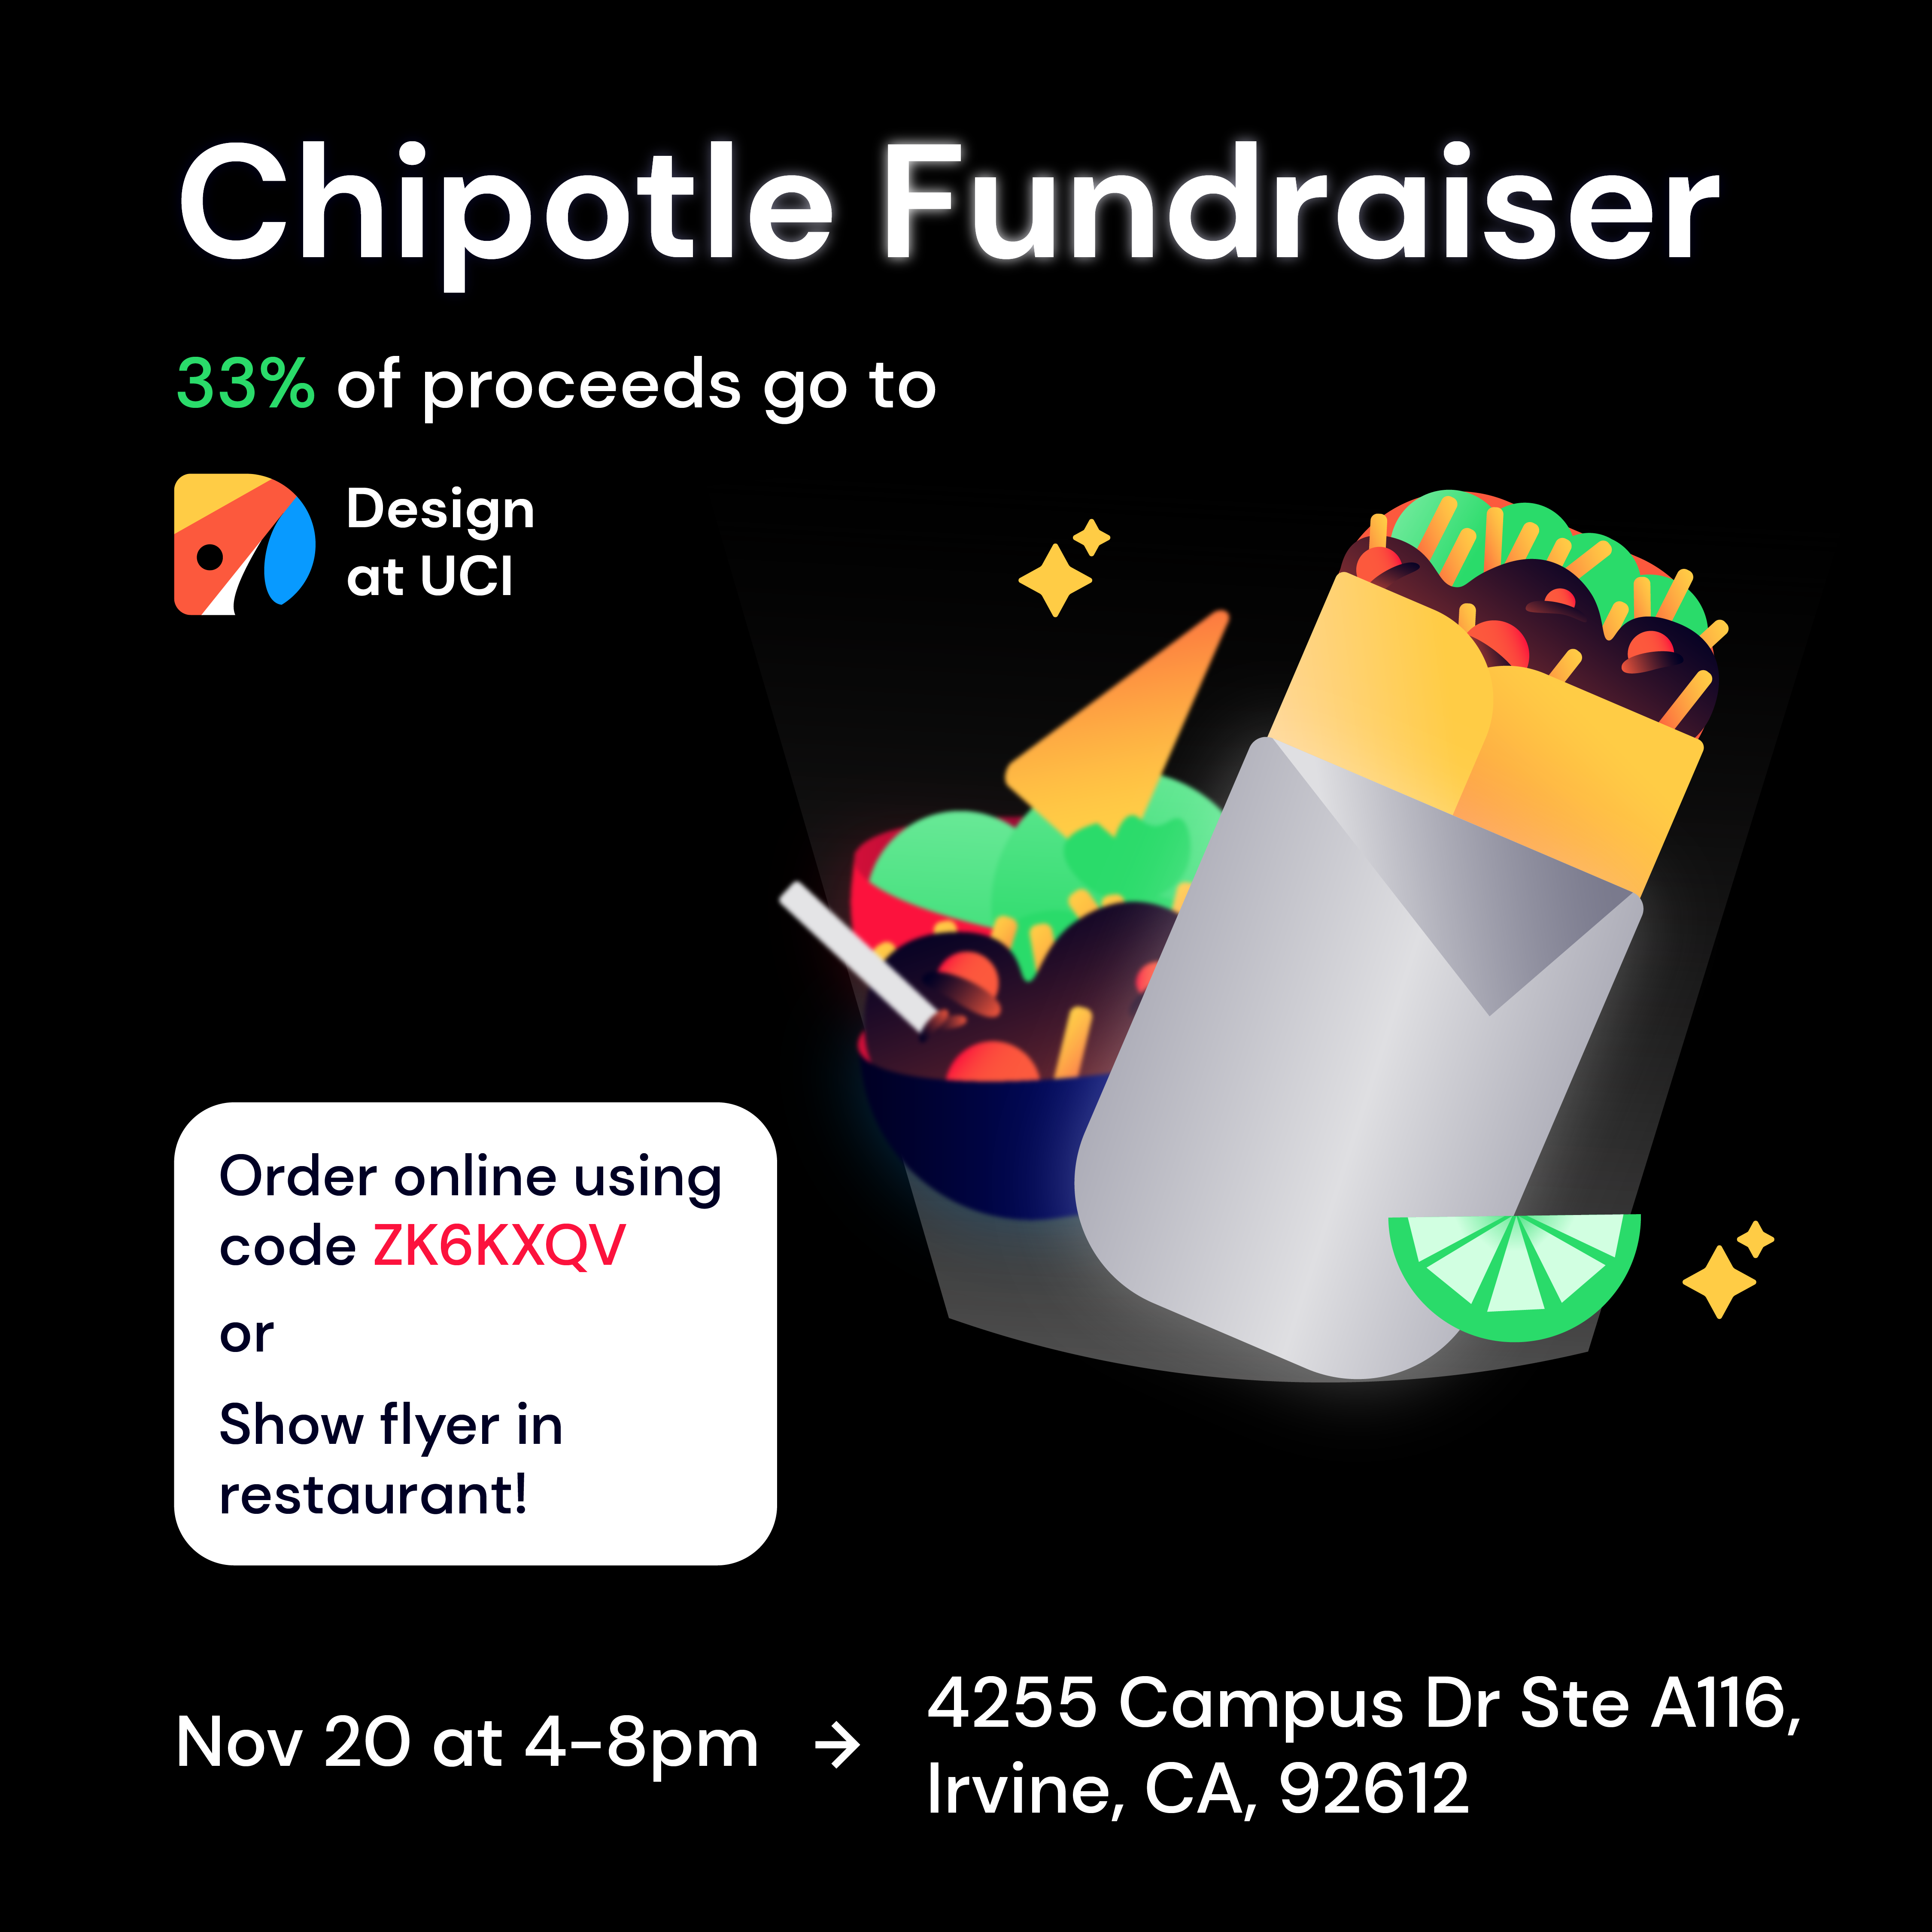 Chipotle Fundraiser
33% of proceeds go to
Design
at UCI
Order online using
code ZK6KXQV
or
Show flyer in
restaurant!
Nov 20 at 4-8pm →
4255 Campus Dr Ste A116,
Irvine, CA, 92612